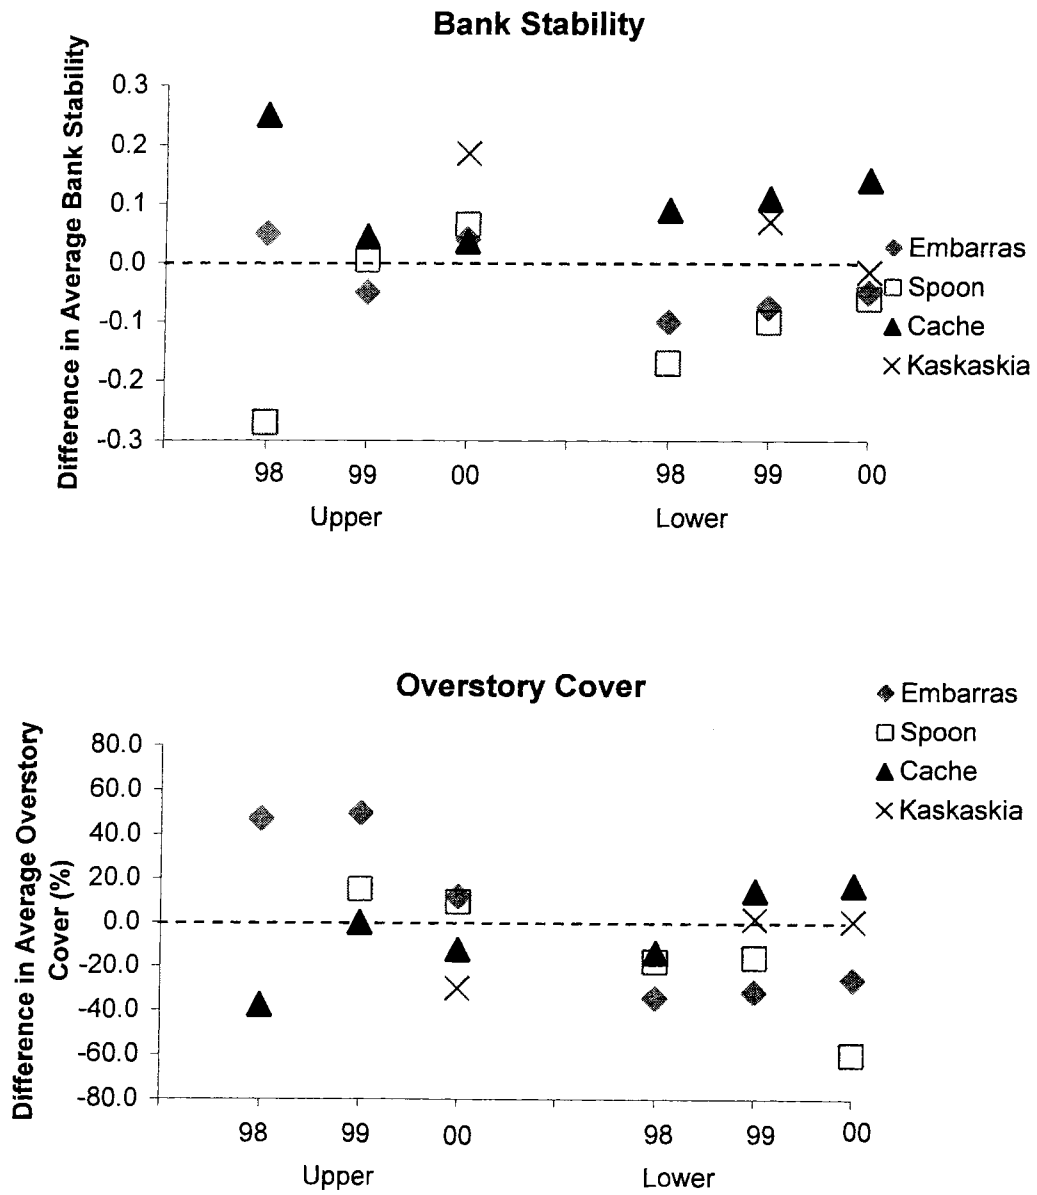 Bank Stability
Difference in Average Bank Stability
0.3
0.2
0.1
0.0
-0.1
-0.2
-0.3
98 99 00 98 99 00
Upper Lower
Embarras
Spoon
Cache
Kaskaskia
Overstory Cover
Difference in Average Overstory
Cover (%)
80.0
60.0
40.0
20.0
0.0
-20.0
-40.0
-60.0
-80.0
98 99 00 98 99 00
Upper Lower
Embarras
Spoon
Cache
Kaskaskia